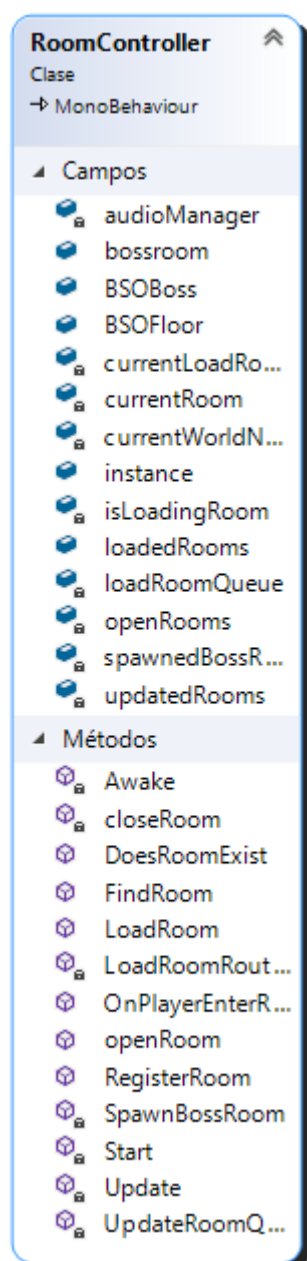 RoomController
Clase
MonoBehaviour
Campos
audioManager
bossroom
BSOBoss
BSOFloor
currentLoadRo...
currentRoom
currentWorldN...
instance
isLoadingRoom
loadedRooms
loadRoomQueue
openRooms
spawnedBossR...
updatedRooms
Métodos
Awake
closeRoom
DoesRoomExist
FindRoom
LoadRoom
LoadRoomRout...
OnPlayerEnterR...
openRoom
RegisterRoom
SpawnBossRoom
Start
Update
UpdateRoomQ...